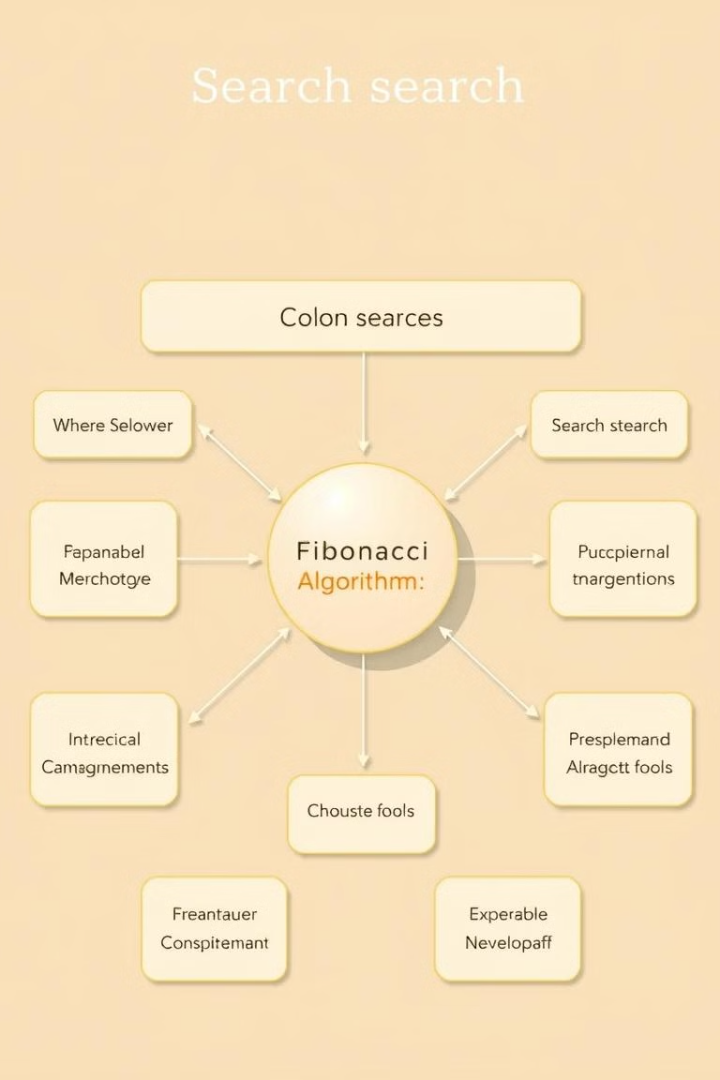 Search search
Colon searces
Where Selower
Search stearch
Fapanabel
Merchotgye
Fibonacci
Algorithm:
Puccpiernal
tnargentions
Intrecical
Camagmements
Presplemand
Alragctt fools
Chouste fools
Freantauer
Conspitemant
Experable
Nevelopaff